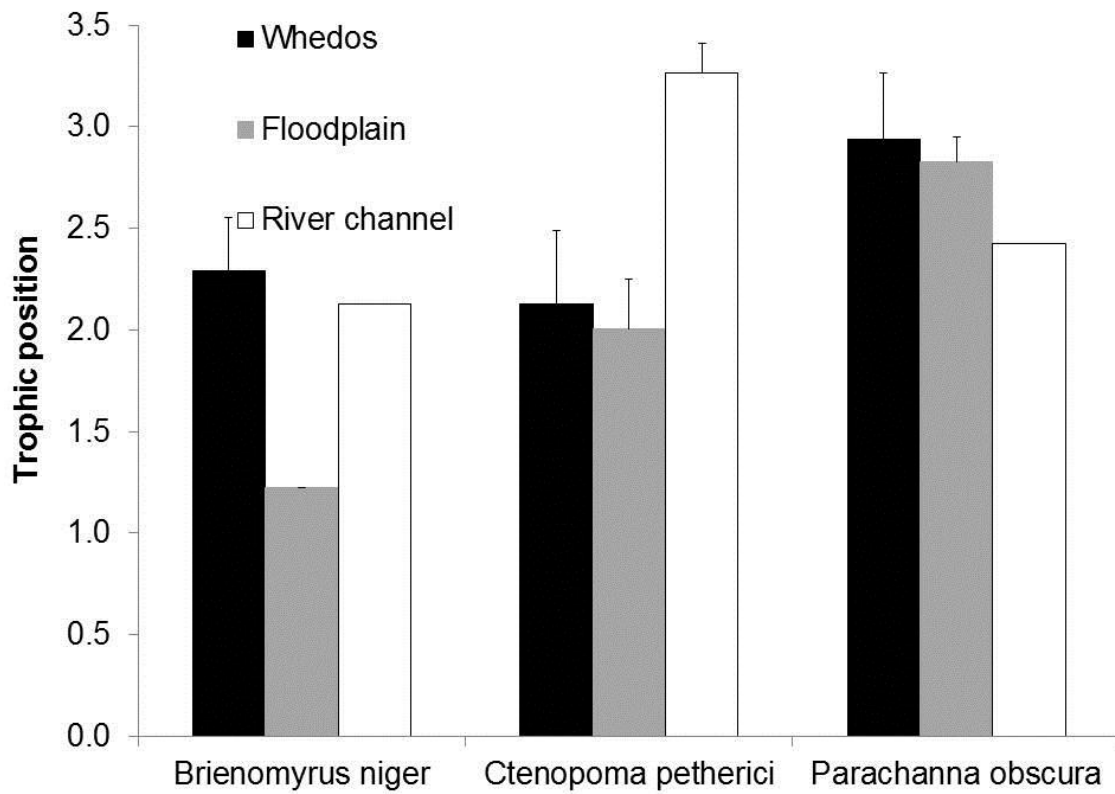 3.5
3.0
2.5
2.0
1.5
1.0
0.5
0.0
Trophic position
Whedos
Floodplain
River channel
Brienomyrus niger
Ctenopoma petherici
Parachanna obscura